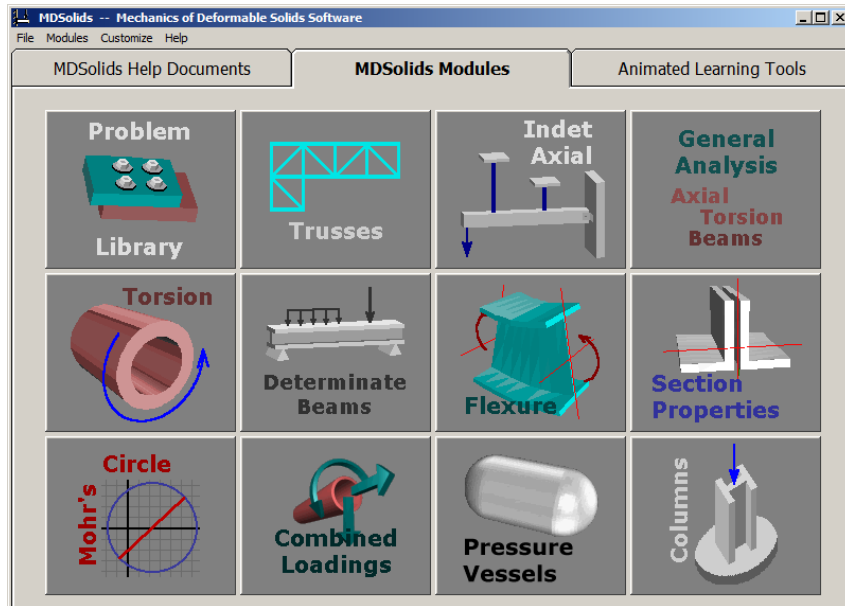 MDSolids -- Mechanics of Deformable Solids Software
File Modules Customize Help
MDSolids Help Documents
MDSolids Modules
Animated Learning Tools
Problem
Library
Trusses
Indet
Axial
General
Analysis
Axial
Torsion
Beams
Torsion
Determinate
Beams
Flexure
Section
Properties
Mohr's
Circle
Combined
Loadings
Pressure
Vessels
Columns